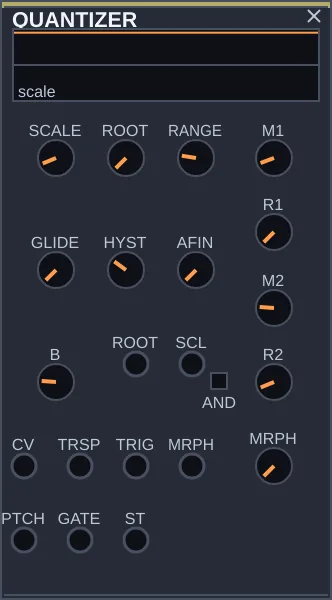 QUANTIZER
scale
SCALE ROOT RANGE M1
R1
GLIDE HYST AFIN
M2
ROOT SCL
B R2
AND
CV TRSP TRIG MRPH MRPH
PTCH GATE ST